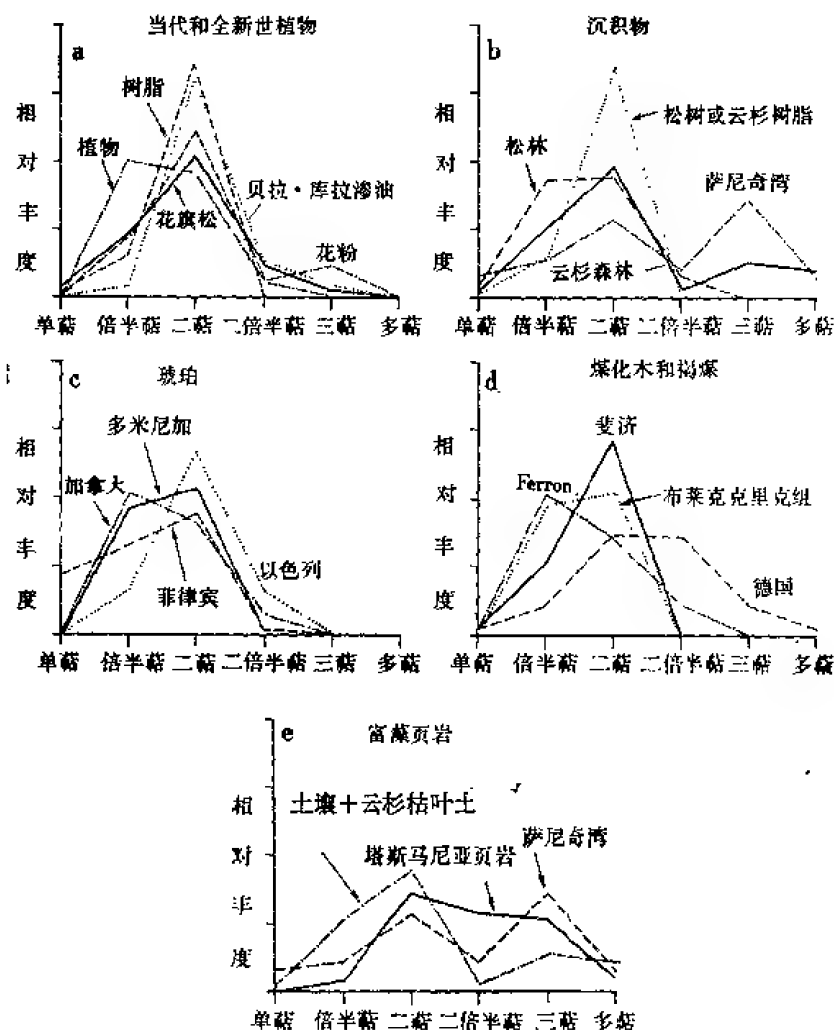 当代和全新世植物
a
树脂
植物
贝拉·库拉渗油
花旗松
花粉
相对丰度
单萜 倍半萜 二萜 二倍半萜 三萜 多萜
沉积物
b
松树或云杉树脂
松林
萨尼奇湾
云杉森林
相对丰度
单萜 倍半萜 二萜 二倍半萜 三萜 多萜
琥珀
c
多米尼加
加拿大
以色列
菲律宾
相对丰度
单萜 倍半萜 二萜 二倍半萜 三萜 多萜
煤化木和褐煤
d
斐济
Ferron
布莱克克里克组
德国
相对丰度
单萜 倍半萜 二萜 二倍半萜 三萜 多萜
富藻页岩
e
土壤+云杉枯叶土
萨尼奇湾
塔斯马尼亚页岩
相对丰度
单萜 倍半萜 二萜 二倍半萜 三萜 多萜